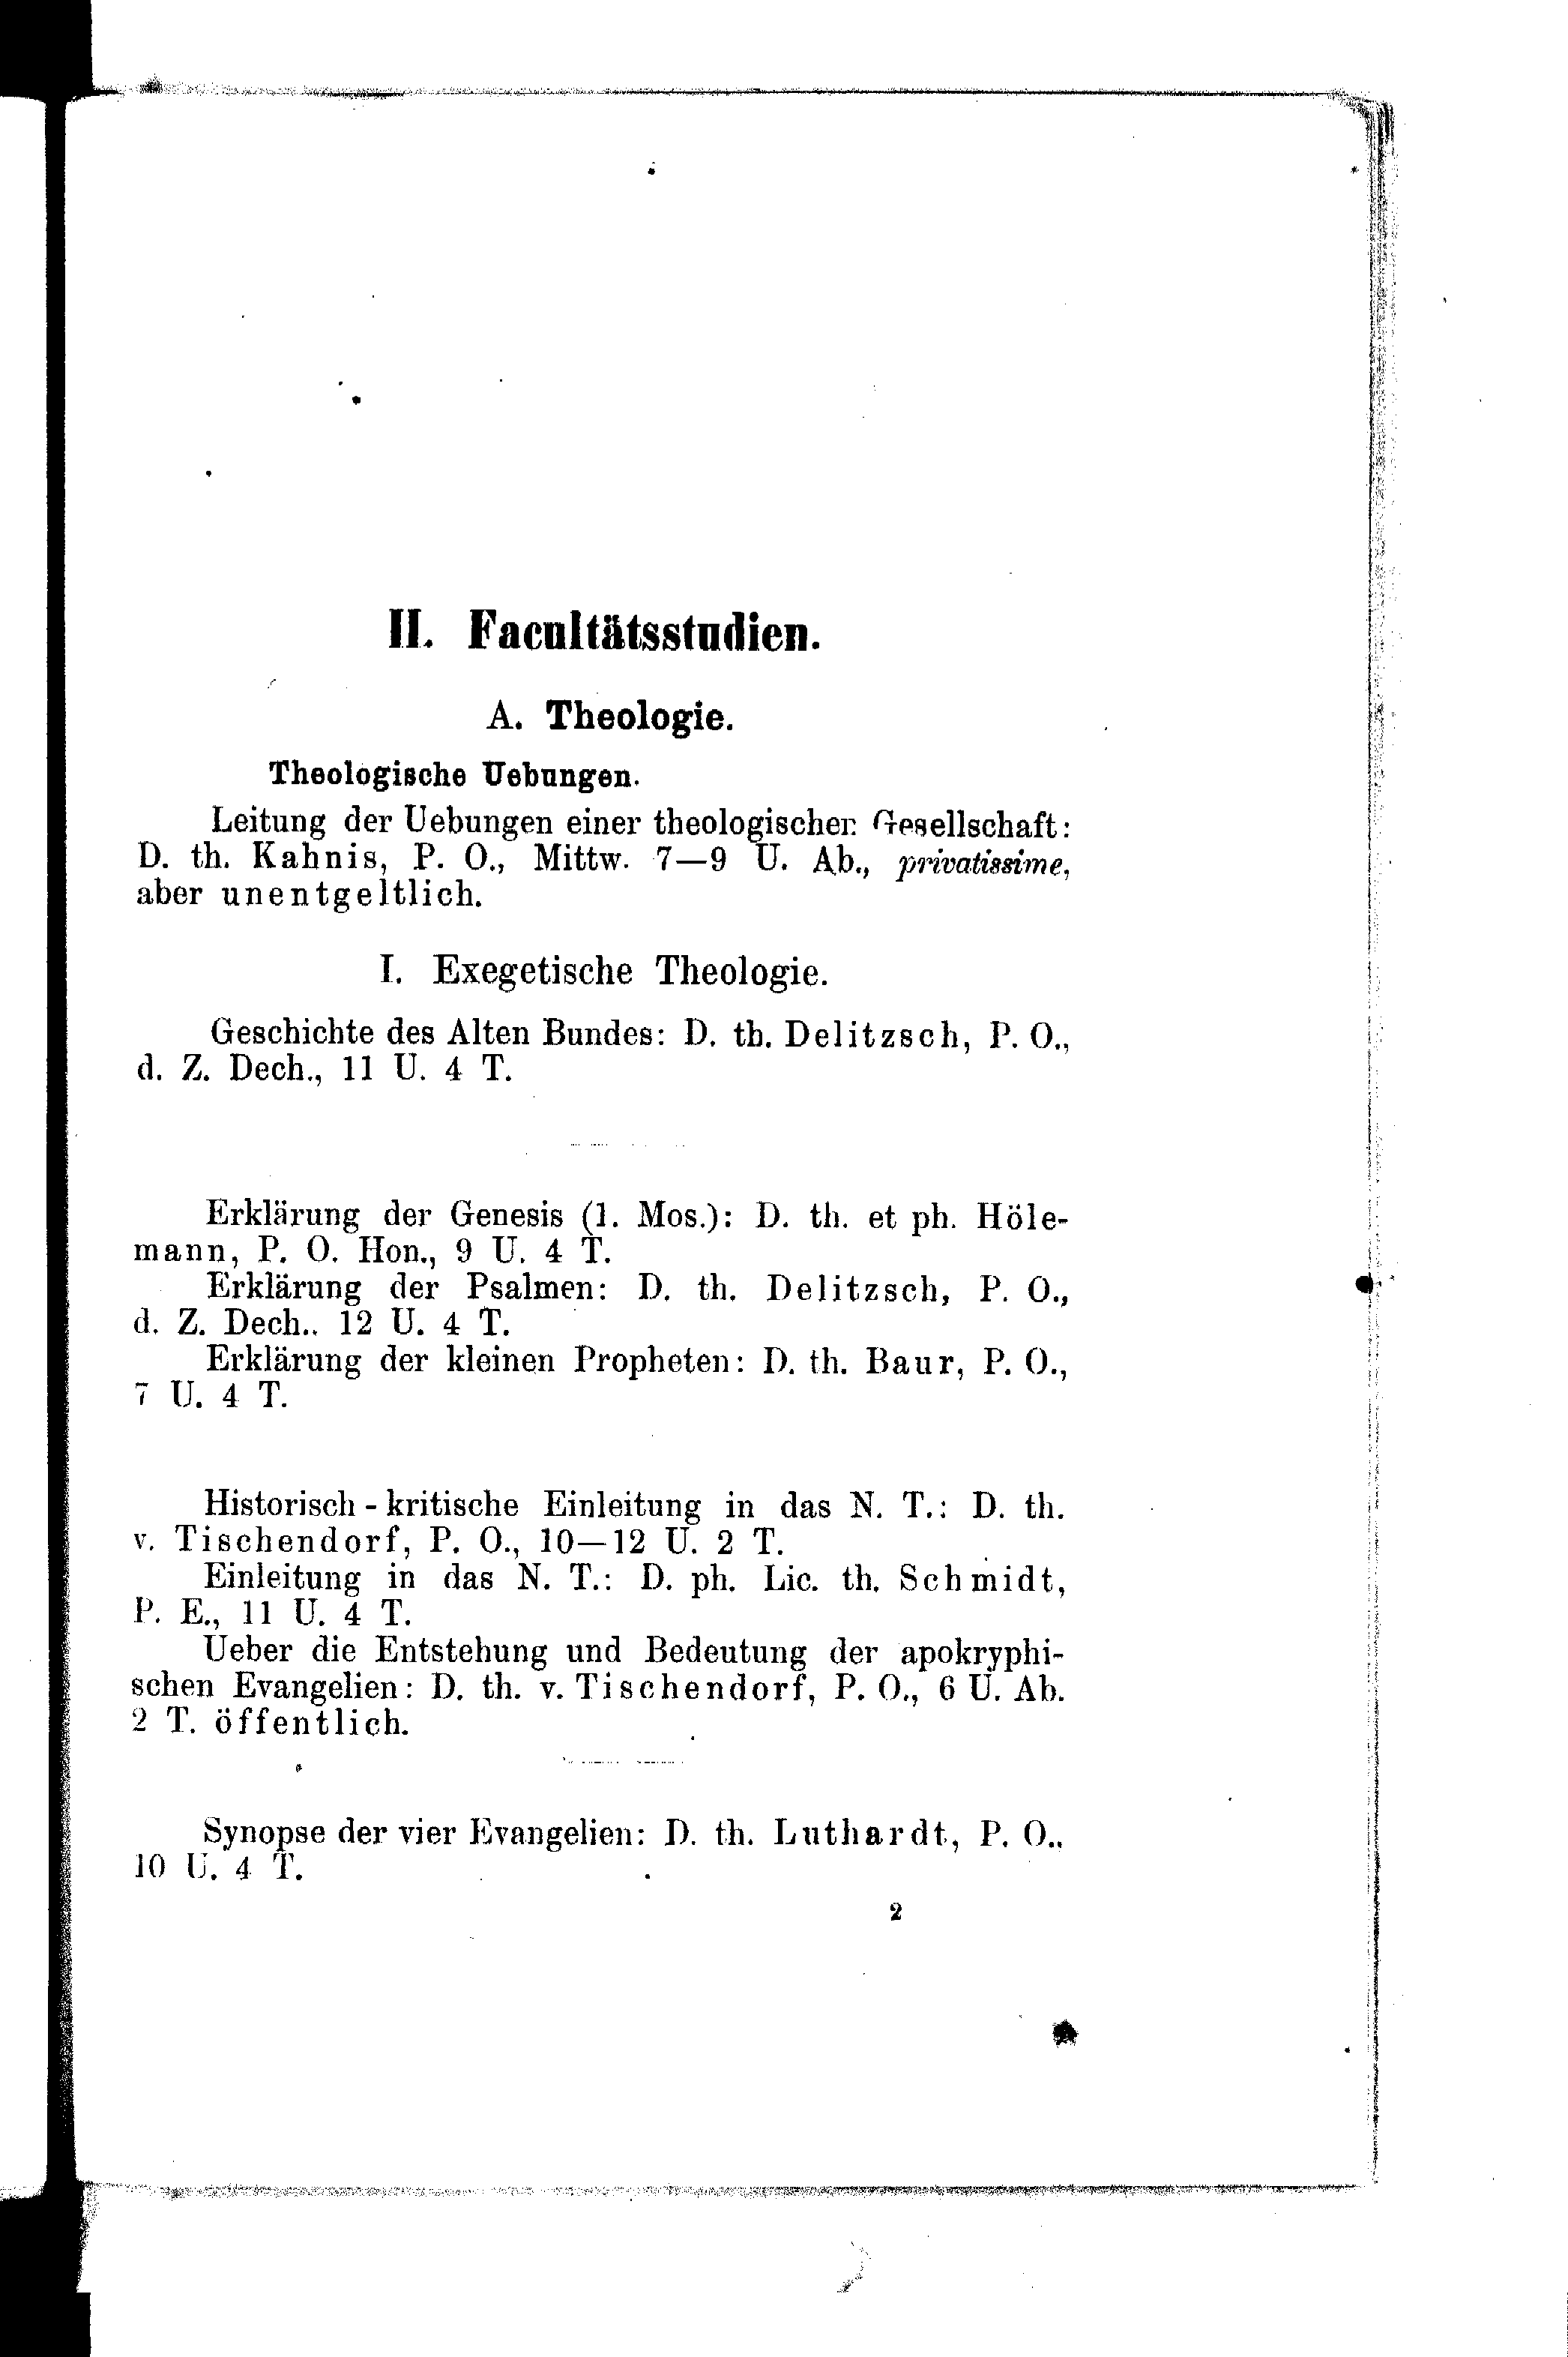 II. Facultätsstudien.
A. Theologie.
Theologische Uebungen.
Leitung der Uebungen einer theologischen Gesellschaft:
D. th. Kahnis, P. O., Mittw. 7—9 U. Ab., privatissime,
aber unentgeltlich.
I. Exegetische Theologie.
Geschichte des Alten Bundes: D. th. Delitzsch, P. O.,
d. Z. Dech., 11 U. 4 T.
Erklärung der Genesis (1. Mos.): D. th. et ph. Höle-
mann, P. O. Hon., 9 U. 4 T.
Erklärung der Psalmen: D. th. Delitzsch, P. O.,
d. Z. Dech., 12 U. 4 T.
Erklärung der kleinen Propheten: D. th. Baur, P. O.,
7 U. 4 T.
Historisch-kritische Einleitung in das N. T.: D. th.
v. Tischendorf, P. O., 10—12 U. 2 T.
Einleitung in das N. T.: D. ph. Lic. th. Schmidt,
P. E., 11 U. 4 T.
Ueber die Entstehung und Bedeutung der apokryphi-
schen Evangelien: D. th. v. Tischendorf, P. O., 6 U. Ab.
2 T. öffentlich.
Synopse der vier Evangelien: D. th. Luthardt, P. O.,
10 U. 4 T.
2